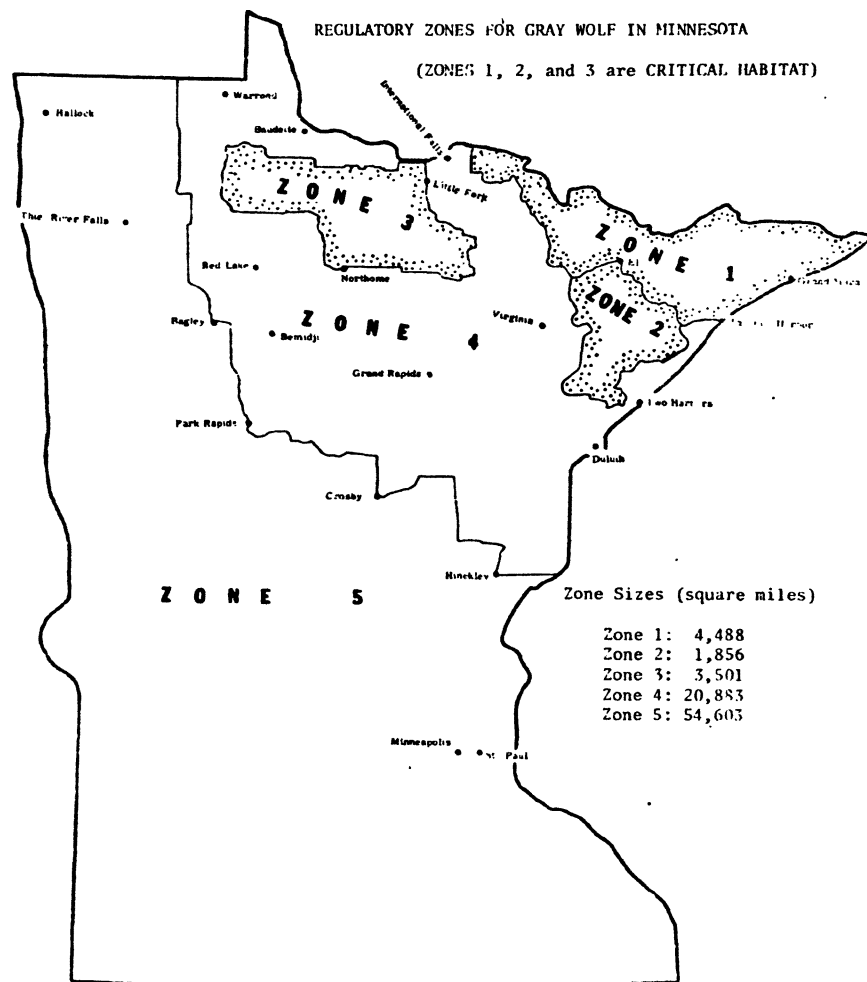 REGULATORY ZONES FOR GRAY WOLF IN MINNESOTA
(ZONES 1, 2, and 3 are CRITICAL HABITAT)
International Falls
Warroad
Hallock
Baudette
Little Fork
ZONE 3
Thief River Falls
ZONE 1
Red Lake
Northome
ZONE 2
Ragley
ZONE 4
Virginia
Bemidji
Grand Rapids
Two Harbors
Park Rapids
Duluth
Crosby
Hinckley
ZONE 5
Zone Sizes (square miles)
Zone 1: 4,488
Zone 2: 1,856
Zone 3: 3,501
Zone 4: 20,883
Zone 5: 54,603
Minneapolis
St. Paul